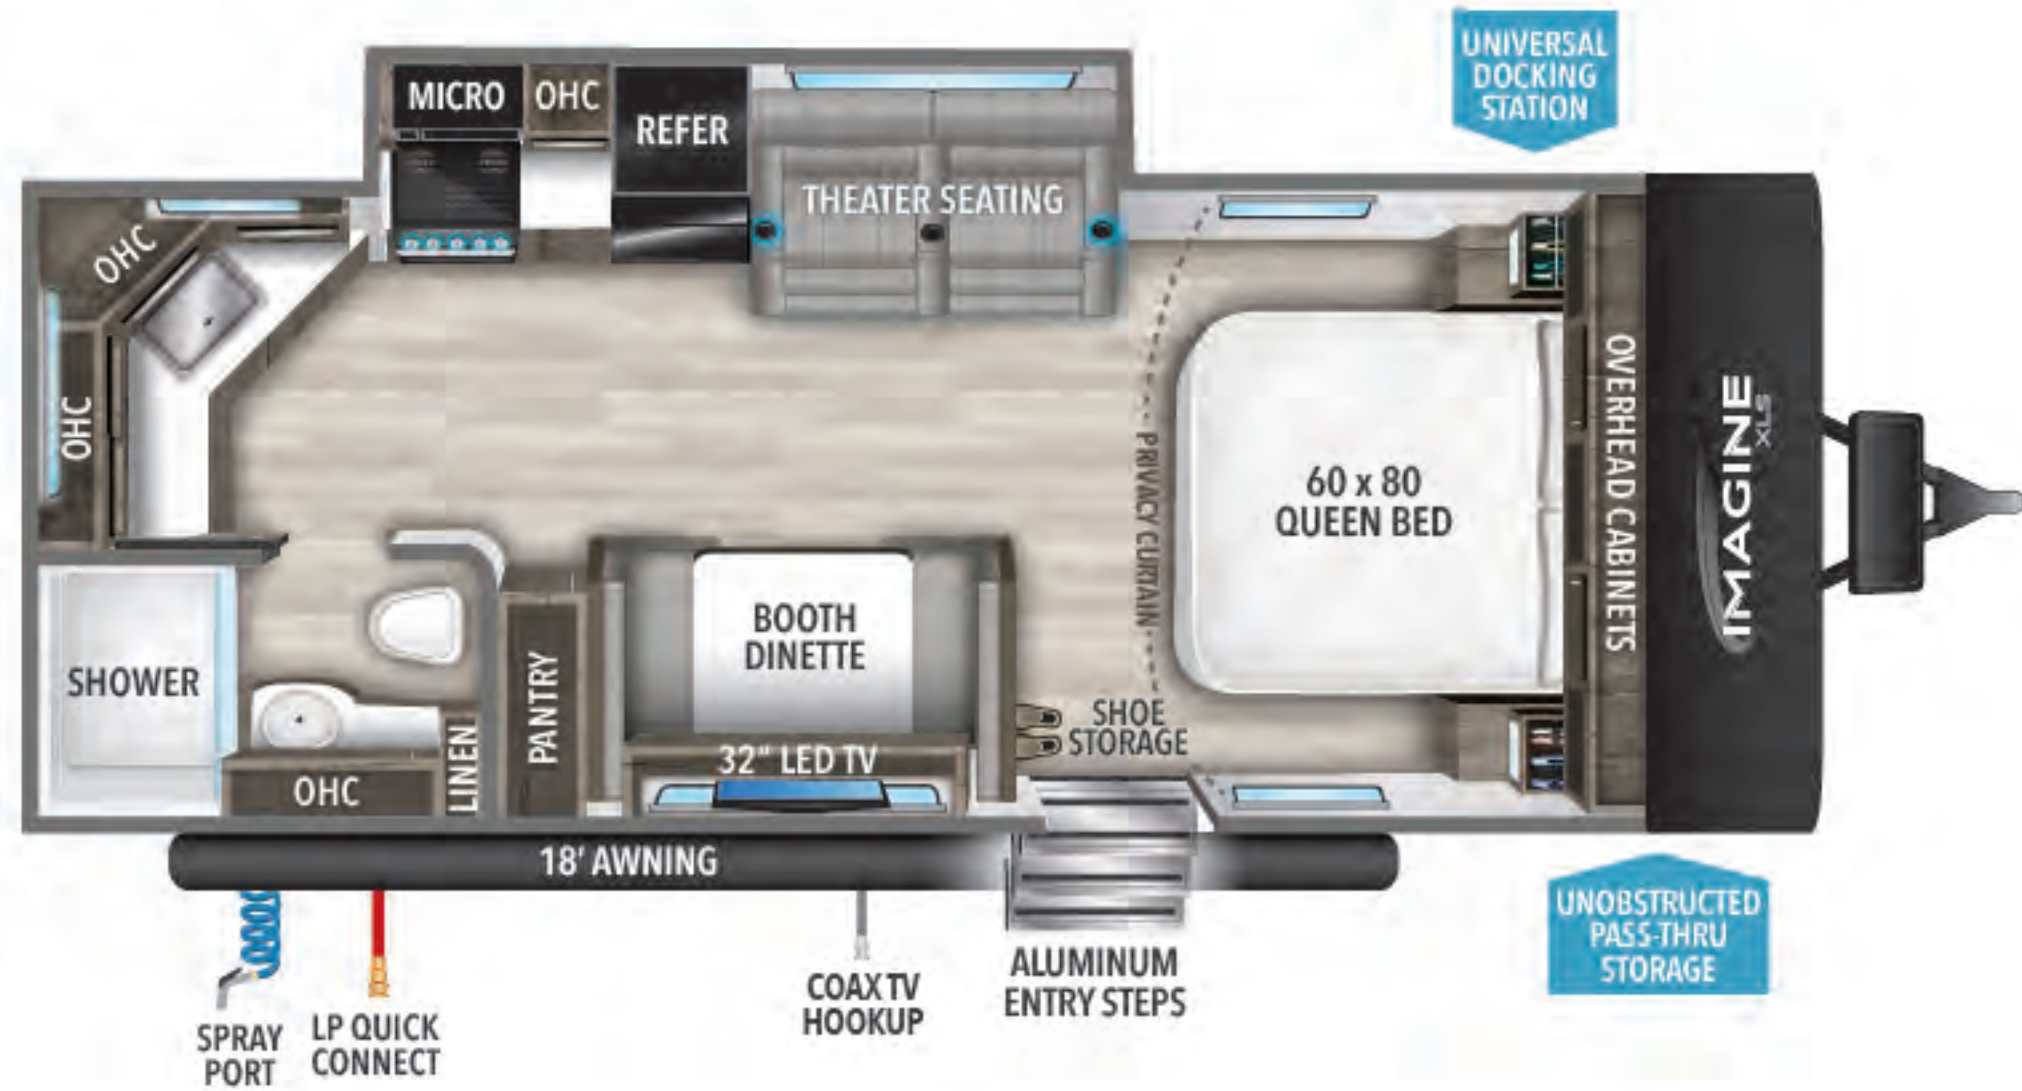 UNIVERSAL
DOCKING
STATION
MICRO
OHC
REFER
THEATER SEATING
OHC
OHC
OVERHEAD CABINETS
IMAGINE
XLS
PRIVACY CURTAIN
60 x 80
QUEEN BED
BOOTH
DINETTE
SHOWER
PANTRY
SHOE
STORAGE
LINEN
32" LED TV
OHC
18' AWNING
UNOBSTRUCTED
PASS-THRU
STORAGE
ALUMINUM
ENTRY STEPS
COAX TV
HOOKUP
LP QUICK
CONNECT
SPRAY
PORT